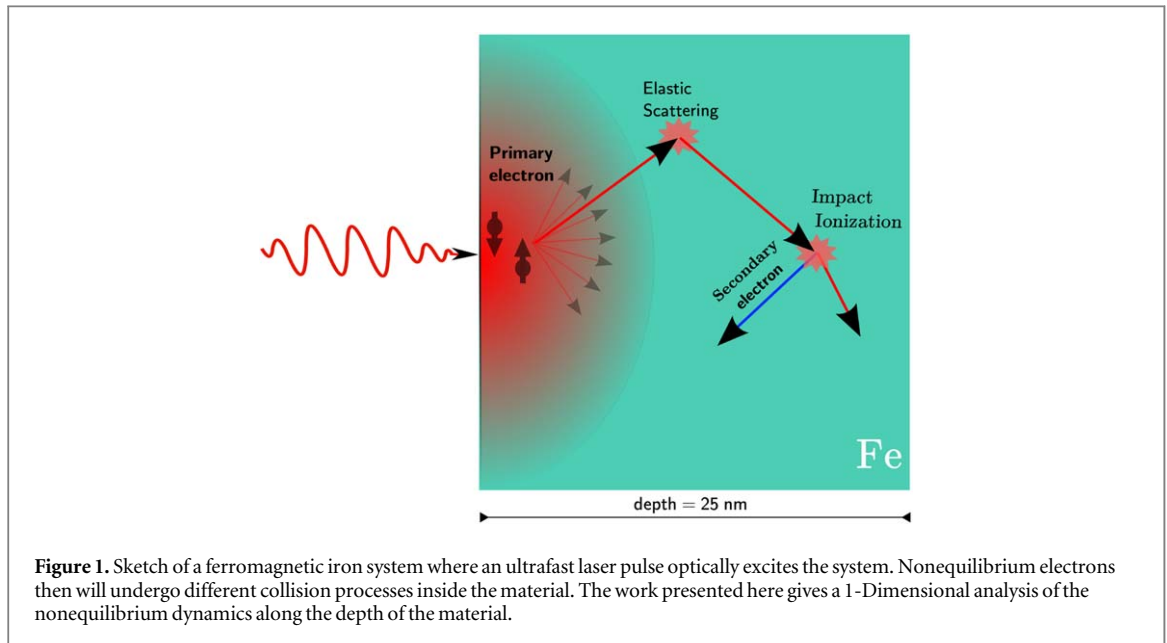 Elastic
Scattering
Primary
electron
Impact
Ionization
Secondary
electron
Fe
depth = 25 nm
Figure 1. Sketch of a ferromagnetic iron system where an ultrafast laser pulse optically excites the system. Nonequilibrium electrons
then will undergo different collision processes inside the material. The work presented here gives a 1-Dimensional analysis of the
nonequilibrium dynamics along the depth of the material.